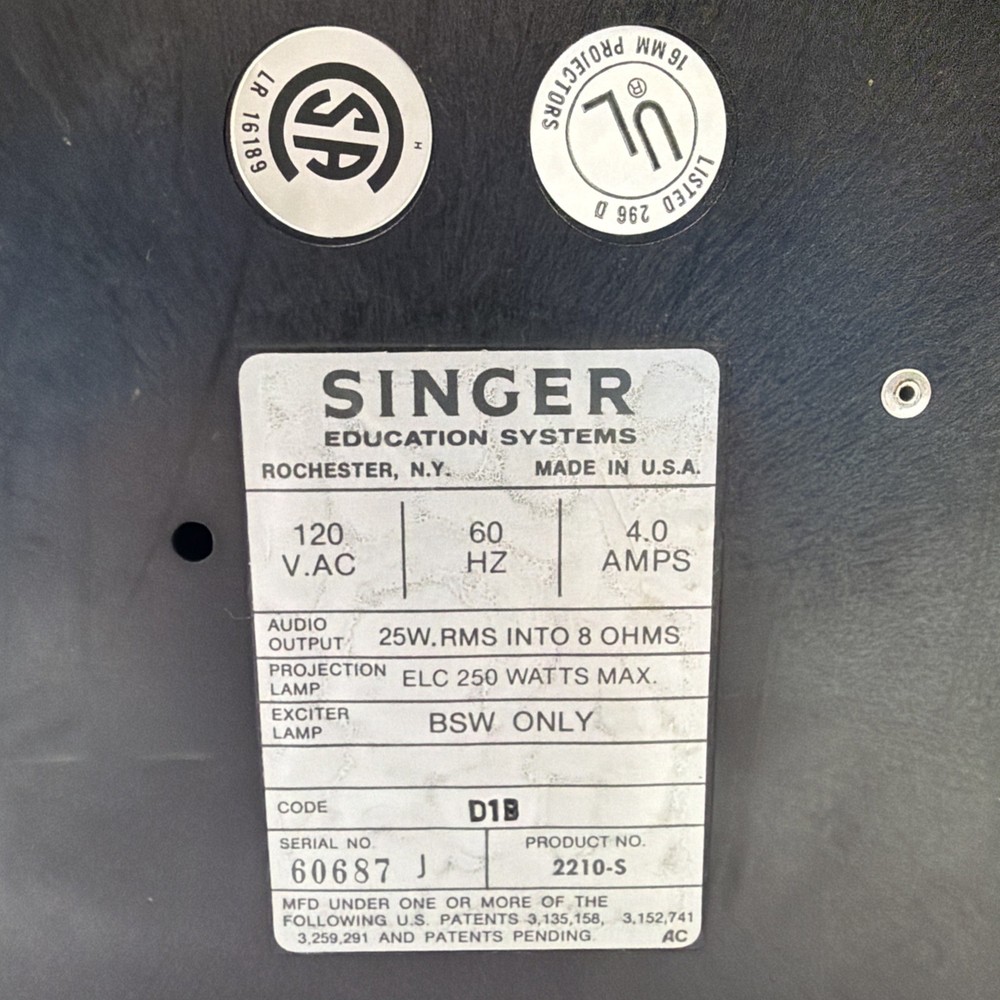 LR 16189
SA
H
16 MM PROJECTORS
UL ®
LISTED 296 D
SINGER
EDUCATION SYSTEMS
ROCHESTER, N.Y. MADE IN U.S.A.
120 60 4.0
V.AC HZ AMPS
AUDIO
OUTPUT 25W.RMS INTO 8 OHMS
PROJECTION
LAMP ELC 250 WATTS MAX.
EXCITER
LAMP BSW ONLY
CODE D1B
SERIAL NO. PRODUCT NO.
60687 J 2210-S
MFD UNDER ONE OR MORE OF THE
FOLLOWING U.S. PATENTS 3,135,158, 3,152,741
3,259,291 AND PATENTS PENDING. AC